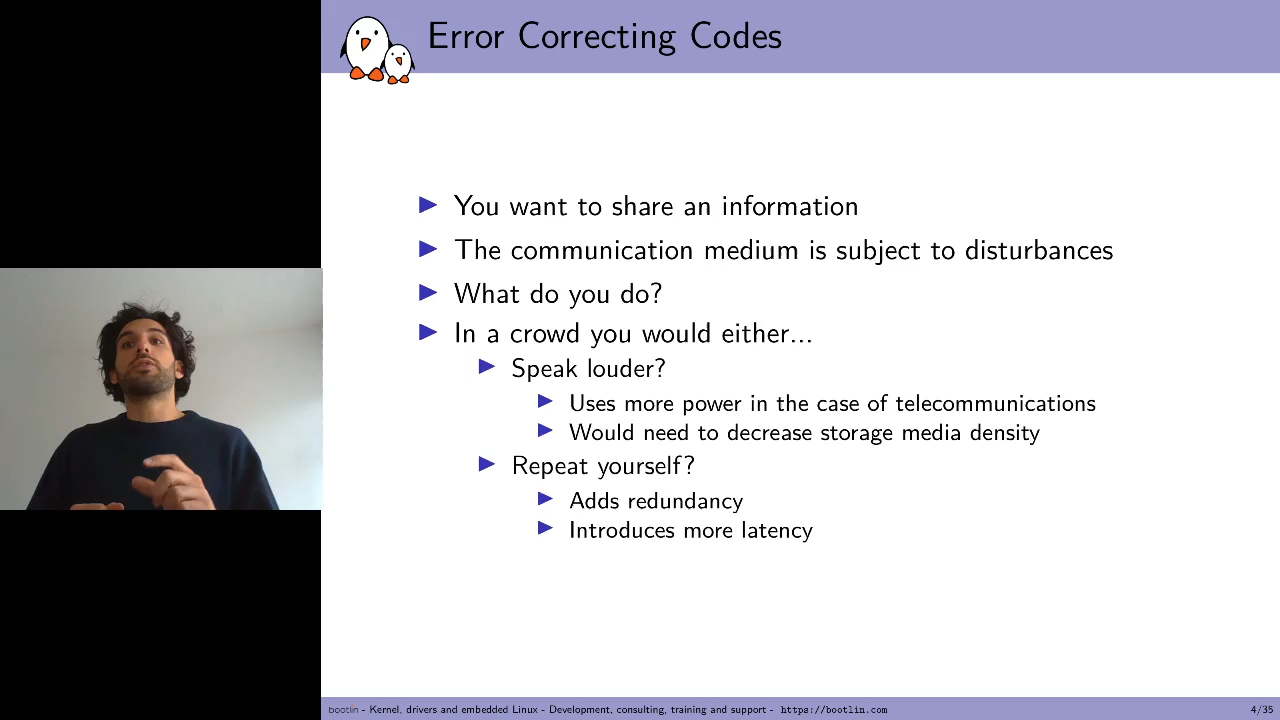 Error Correcting Codes
You want to share an information
The communication medium is subject to disturbances
What do you do?
In a crowd you would either...
Speak louder?
Uses more power in the case of telecommunications
Would need to decrease storage media density
Repeat yourself?
Adds redundancy
Introduces more latency
bootlin - Kernel, drivers and embedded Linux - Development, consulting, training and support - https://bootlin.com
4/35